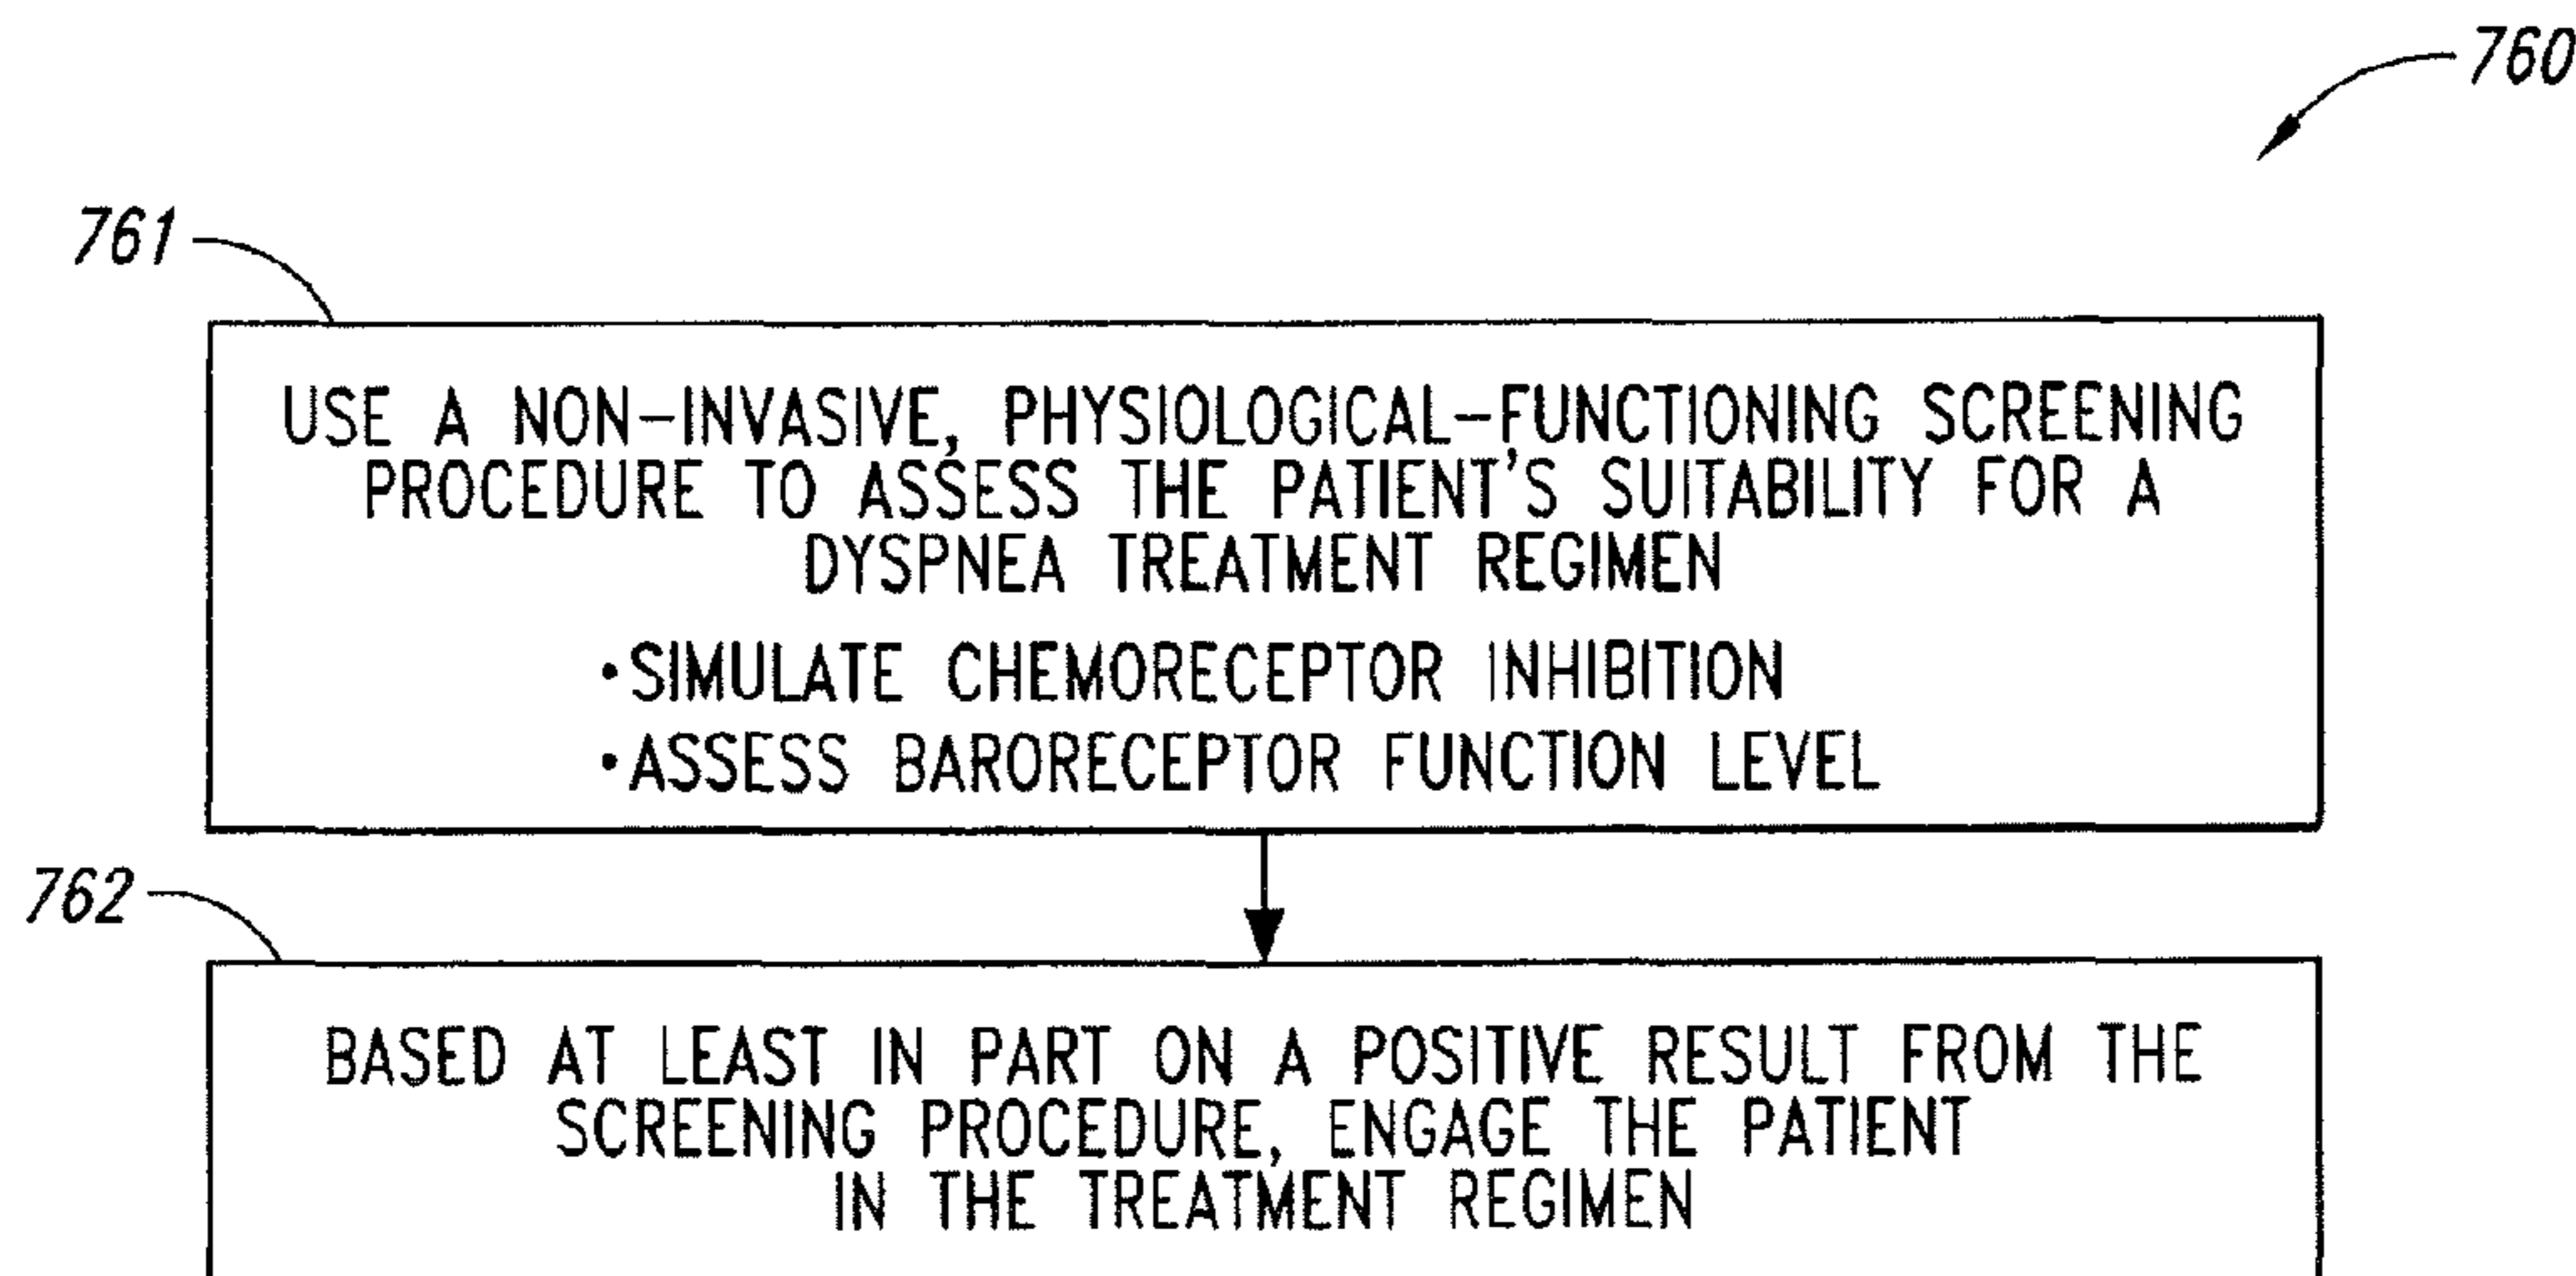 760
761
USE A NON-INVASIVE, PHYSIOLOGICAL-FUNCTIONING SCREENING
PROCEDURE TO ASSESS THE PATIENT'S SUITABILITY FOR A
DYSPNEA TREATMENT REGIMEN
•SIMULATE CHEMORECEPTOR INHIBITION
•ASSESS BARORECEPTOR FUNCTION LEVEL
762
BASED AT LEAST IN PART ON A POSITIVE RESULT FROM THE
SCREENING PROCEDURE, ENGAGE THE PATIENT
IN THE TREATMENT REGIMEN